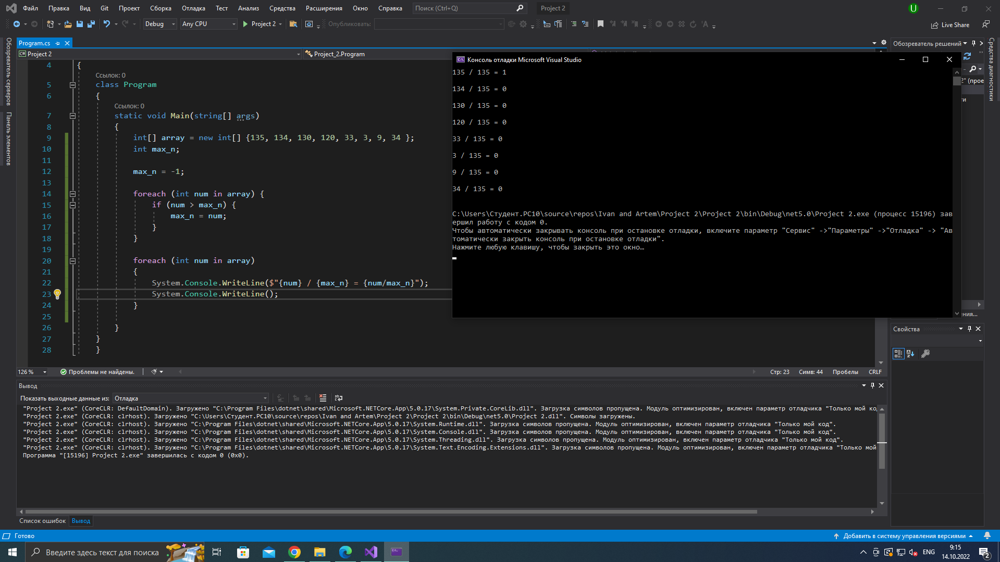 Файл Правка Вид Git Проект Сборка Отладка Тест Анализ Средства Расширения Окно Справка Поиск (Ctrl+Q) Project 2 U
Debug Any CPU Project 2 Опубликовать: Live Share
Обозреватель серверов
Панель элементов
Program.cs
Project 2 Project_2.Program
4 {
Ссылок: 0
5 class Program
6 {
Ссылок: 0
7 static void Main(string[] args)
8 {
9 int[] array = new int[] {135, 134, 130, 120, 33, 3, 9, 34 };
10 int max_n;
11
12 max_n = -1;
13
14 foreach (int num in array) {
15 if (num > max_n) {
16 max_n = num;
17 }
18 }
19
20 foreach (int num in array)
21 {
22 System.Console.WriteLine($"{num} / {max_n} = {num/max_n}");
23 System.Console.WriteLine();
24 }
25
26 }
27 }
28 }
126 % Проблемы не найдены. Стр: 23 Симв: 44 Пробелы CRLF
Консоль отладки Microsoft Visual Studio
135 / 135 = 1
134 / 135 = 0
130 / 135 = 0
120 / 135 = 0
33 / 135 = 0
3 / 135 = 0
9 / 135 = 0
34 / 135 = 0
C:\Users\Студент.PC10\source\repos\Ivan and Artem\Project 2\Project 2\bin\Debug\net5.0\Project 2.exe (процесс 15196) зав
ершил работу с кодом 0.
Чтобы автоматически закрывать консоль при остановке отладки, включите параметр "Сервис" ->"Параметры" ->"Отладка" -> "Ав
томатически закрыть консоль при остановке отладки".
Нажмите любую клавишу, чтобы закрыть это окно…
Обозреватель решений
2" (прое
ти
ения...
Свойства
Средства диагностики
Вывод
Показать выходные данные из: Отладка
"Project 2.exe" (CoreCLR: DefaultDomain). Загружено "C:\Program Files\dotnet\shared\Microsoft.NETCore.App\5.0.17\System.Private.CoreLib.dll". Загрузка символов пропущена. Модуль оптимизирован, включен параметр отладчика "Только мой ко
"Project 2.exe" (CoreCLR: clrhost). Загружено "C:\Users\Студент.PC10\source\repos\Ivan and Artem\Project 2\Project 2\bin\Debug\net5.0\Project 2.dll". Символы загружены.
"Project 2.exe" (CoreCLR: clrhost). Загружено "C:\Program Files\dotnet\shared\Microsoft.NETCore.App\5.0.17\System.Runtime.dll". Загрузка символов пропущена. Модуль оптимизирован, включен параметр отладчика "Только мой код".
"Project 2.exe" (CoreCLR: clrhost). Загружено "C:\Program Files\dotnet\shared\Microsoft.NETCore.App\5.0.17\System.Console.dll". Загрузка символов пропущена. Модуль оптимизирован, включен параметр отладчика "Только мой код".
"Project 2.exe" (CoreCLR: clrhost). Загружено "C:\Program Files\dotnet\shared\Microsoft.NETCore.App\5.0.17\System.Threading.dll". Загрузка символов пропущена. Модуль оптимизирован, включен параметр отладчика "Только мой код".
"Project 2.exe" (CoreCLR: clrhost). Загружено "C:\Program Files\dotnet\shared\Microsoft.NETCore.App\5.0.17\System.Text.Encoding.Extensions.dll". Загрузка символов пропущена. Модуль оптимизирован, включен параметр отладчика "Только мой
Программа "[15196] Project 2.exe" завершилась с кодом 0 (0x0).
Список ошибок Вывод
Готово Добавить в систему управления версиями
Введите здесь текст для поиска ENG 9:15
14.10.2022 2